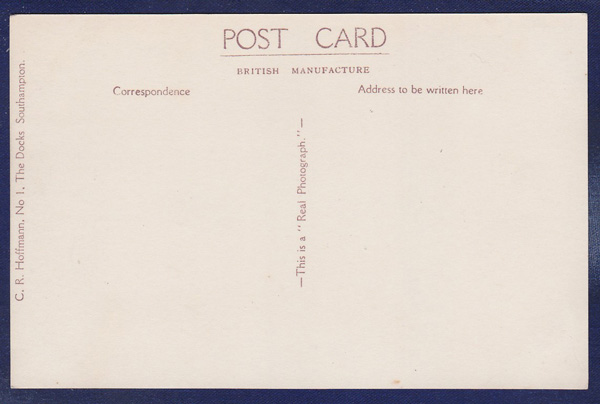 POST CARD
BRITISH MANUFACTURE
Correspondence
Address to be written here
—This is a "Real Photograph."—
C. R. Hoffmann, No 1, The Docks Southampton.